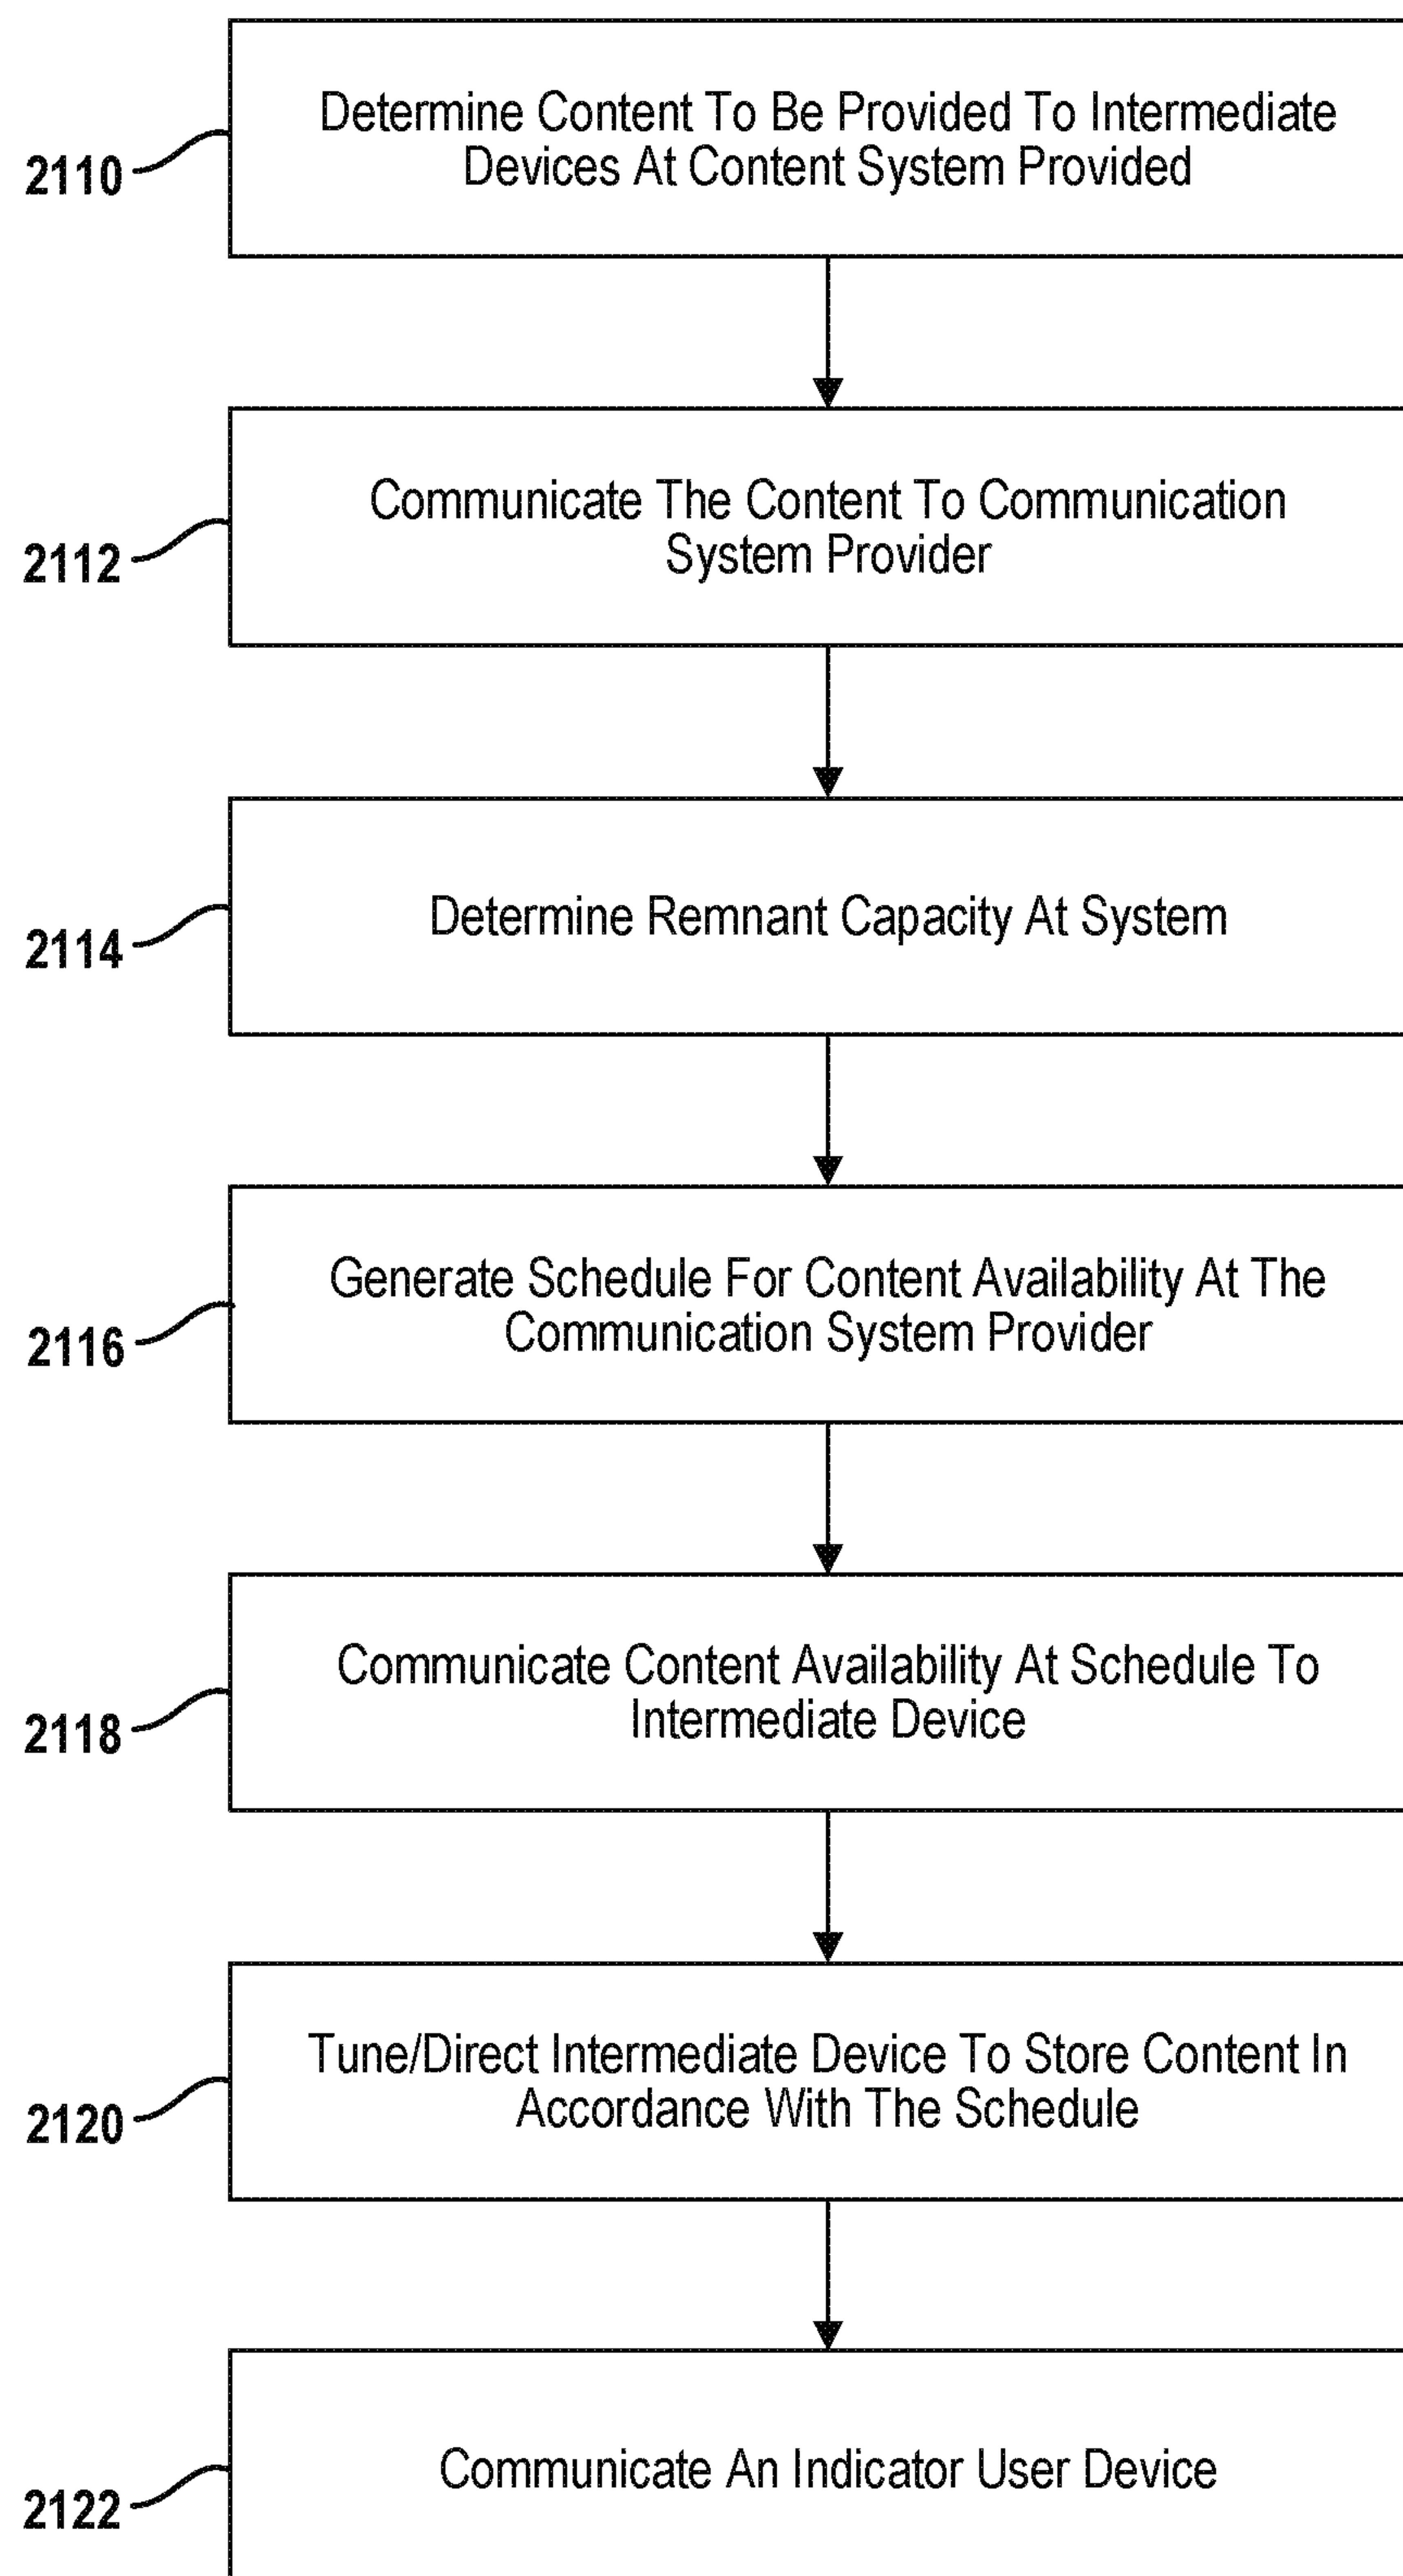 Determine Content To Be Provided To Intermediate
Devices At Content System Provided
2110
Communicate The Content To Communication
System Provider
2112
Determine Remnant Capacity At System
2114
Generate Schedule For Content Availability At The
Communication System Provider
2116
Communicate Content Availability At Schedule To
Intermediate Device
2118
Tune/Direct Intermediate Device To Store Content In
Accordance With The Schedule
2120
Communicate An Indicator User Device
2122